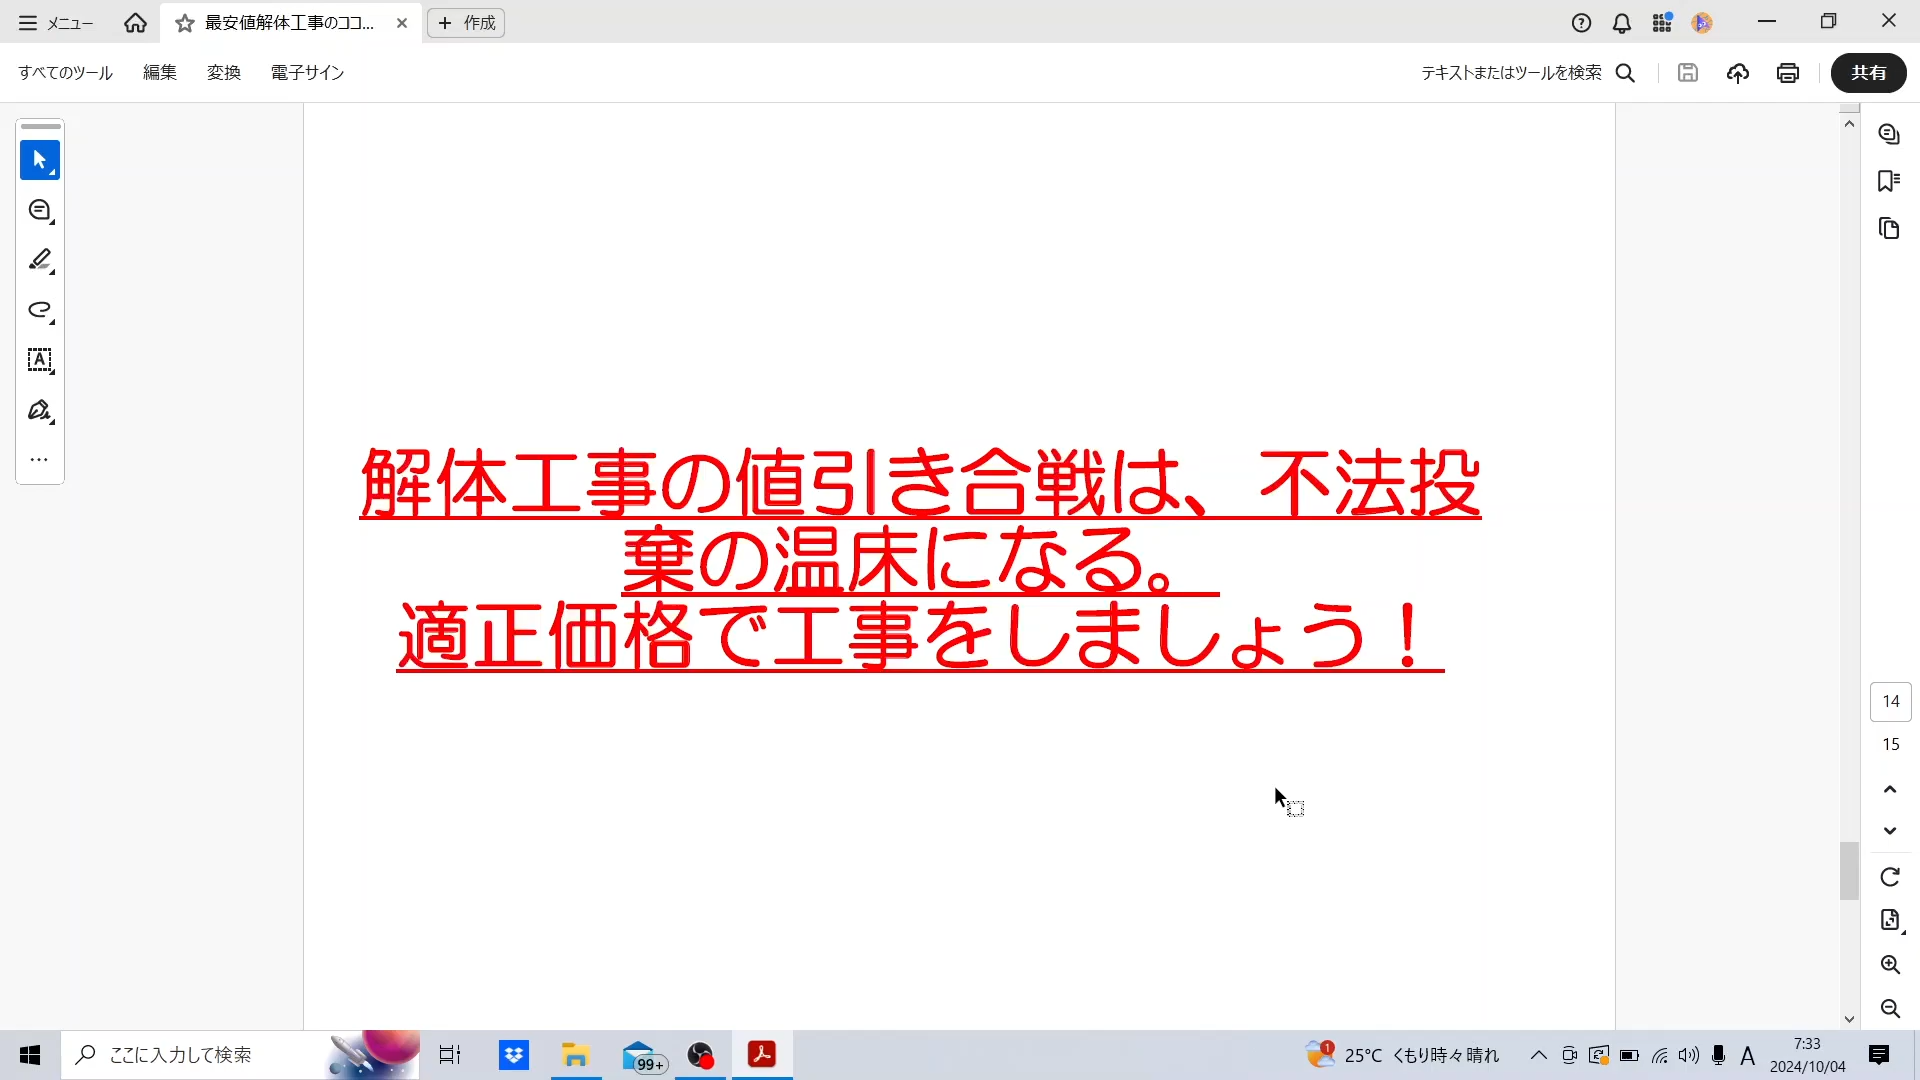 メニュー
最安値解体工事のココ...
作成
すべてのツール
編集
変換
電子サイン
テキストまたはツールを検索
共有
解体工事の値引き合戦は、不法投
棄の温床になる。
適正価格で工事をしましょう！
14
15
ここに入力して検索
99+
1
25°C くもり時々晴れ
A
7:33
2024/10/04